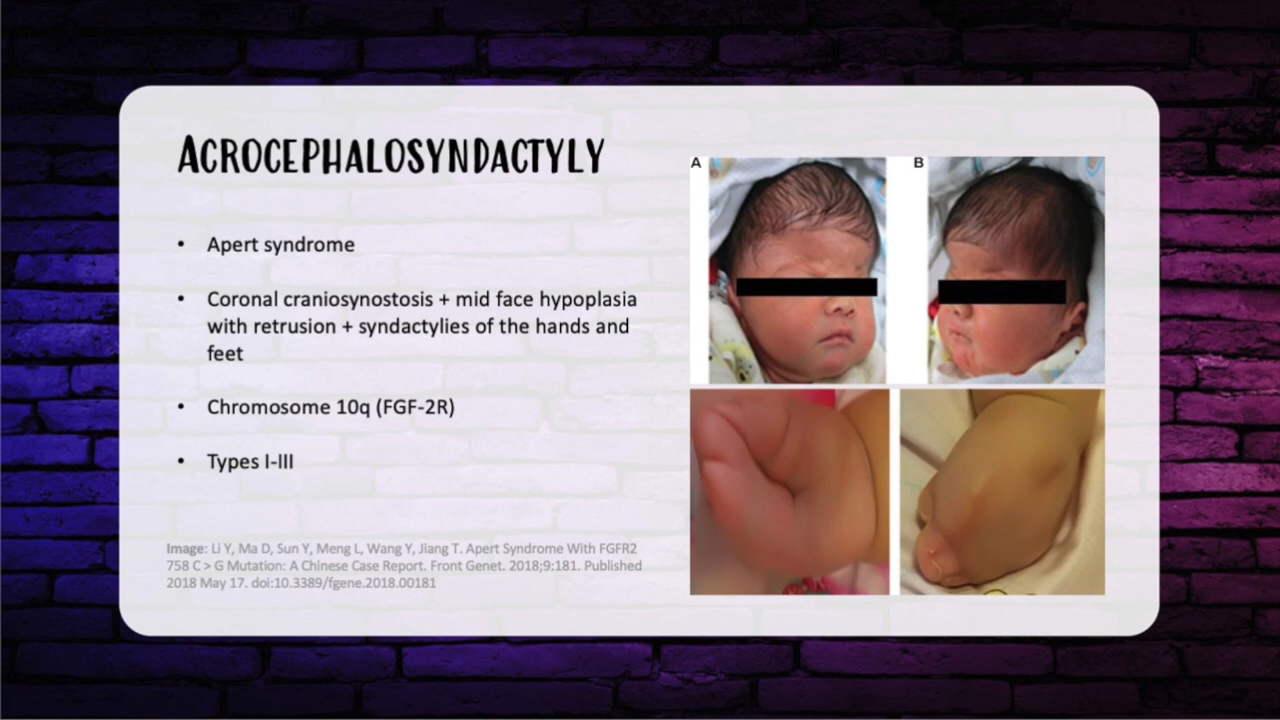 ACROCEPHALOSYNDACTYLY
• Apert syndrome
• Coronal craniosynostosis + mid face hypoplasia
with retrusion + syndactylies of the hands and
feet
• Chromosome 10q (FGF-2R)
• Types I-III
Image: Li Y, Ma D, Sun Y, Meng L, Wang Y, Jiang T. Apert Syndrome With FGFR2
758 C > G Mutation: A Chinese Case Report. Front Genet. 2018;9:181. Published
2018 May 17. doi:10.3389/fgene.2018.00181
A
B